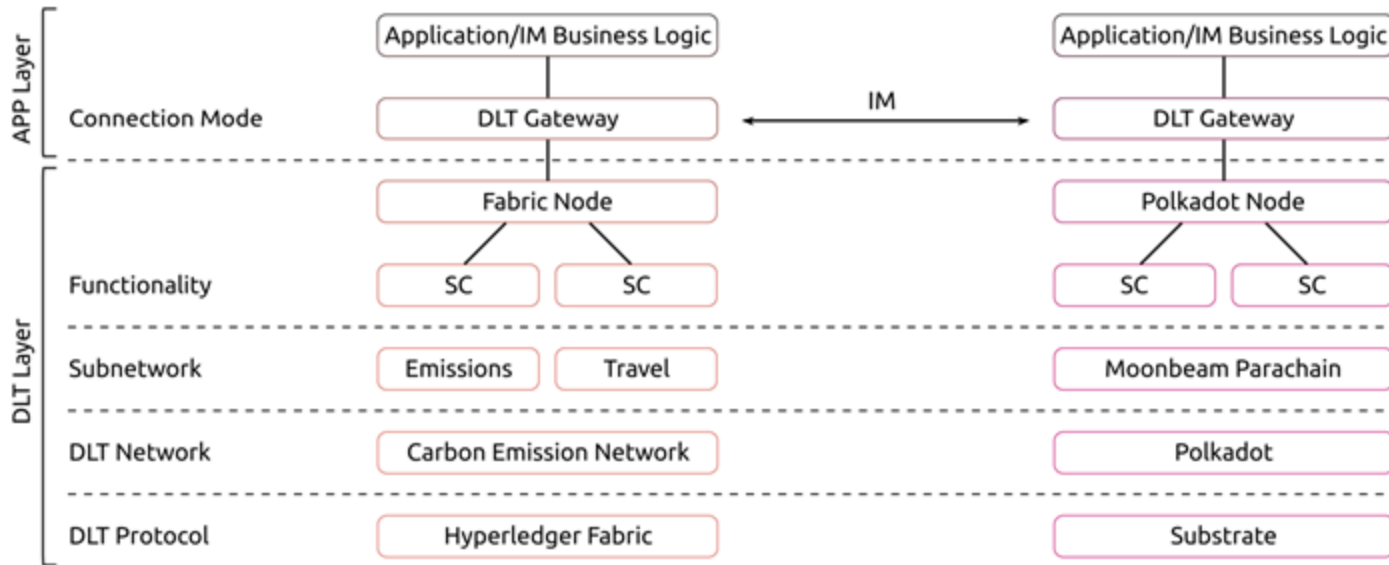 APP Layer
Application/IM Business Logic
Application/IM Business Logic
Connection Mode
DLT Gateway
IM
DLT Gateway
DLT Layer
Fabric Node
Polkadot Node
Functionality
SC
SC
SC
SC
Subnetwork
Emissions
Travel
Moonbeam Parachain
DLT Network
Carbon Emission Network
Polkadot
DLT Protocol
Hyperledger Fabric
Substrate